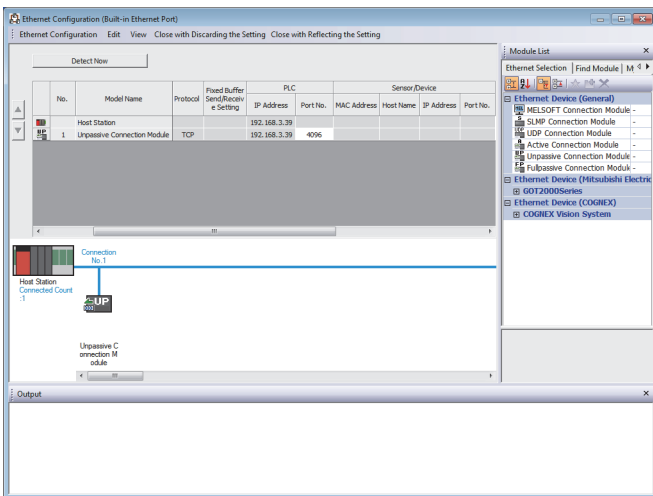 Ethernet Configuration (Built-in Ethernet Port)
Ethernet Configuration Edit View Close with Discarding the Setting Close with Reflecting the Setting
Detect Now
No. Model Name Protocol Fixed Buffer Send/Receiv e Setting PLC Sensor/Device
IP Address Port No. MAC Address Host Name IP Address Port No.
Host Station 192.168.3.39
1 Unpassive Connection Module TCP 192.168.3.39 4096
Connection
No.1
Host Station
Connected Count
:1
UP
Unpassive C
onnection M
odule
Module List
Ethernet Selection Find Module M
Ethernet Device (General)
MELSOFT Connection Module -
SLMP Connection Module -
UDP Connection Module -
Active Connection Module -
Unpassive Connection Module -
Fullpassive Connection Modul -
Ethernet Device (Mitsubishi Electric
GOT2000Series
Ethernet Device (COGNEX)
COGNEX Vision System
Output